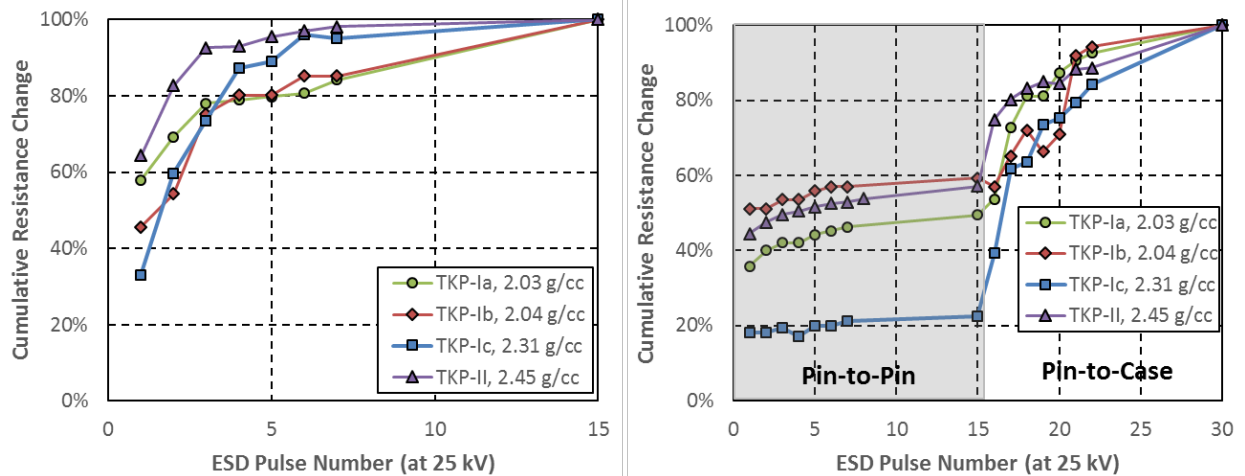 Cumulative Resistance Change
100%
80%
60%
40%
20%
0%
0
5
10
15
ESD Pulse Number (at 25 kV)
TKP-Ia, 2.03 g/cc
TKP-Ib, 2.04 g/cc
TKP-Ic, 2.31 g/cc
TKP-II, 2.45 g/cc
Cumulative Resistance Change
100%
80%
60%
40%
20%
0%
0
5
10
15
20
25
30
ESD Pulse Number (at 25 kV)
TKP-Ia, 2.03 g/cc
TKP-Ib, 2.04 g/cc
TKP-Ic, 2.31 g/cc
TKP-II, 2.45 g/cc
Pin-to-Pin
Pin-to-Case